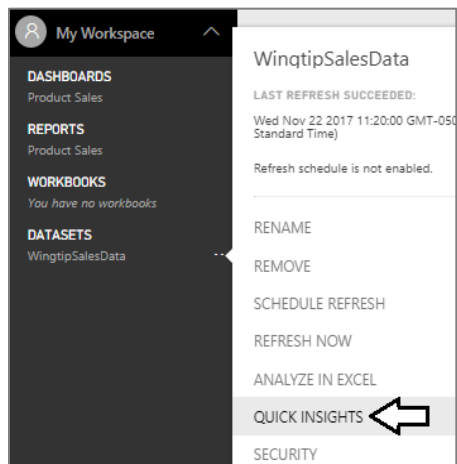 My Workspace
DASHBOARDS
Product Sales
REPORTS
Product Sales
WORKBOOKS
You have no workbooks
DATASETS
WingtipSalesData
WingtipSalesData
LAST REFRESH SUCCEEDED:
Wed Nov 22 2017 11:20:00 GMT-050
Standard Time)
Refresh schedule is not enabled.
RENAME
REMOVE
SCHEDULE REFRESH
REFRESH NOW
ANALYZE IN EXCEL
QUICK INSIGHTS
SECURITY